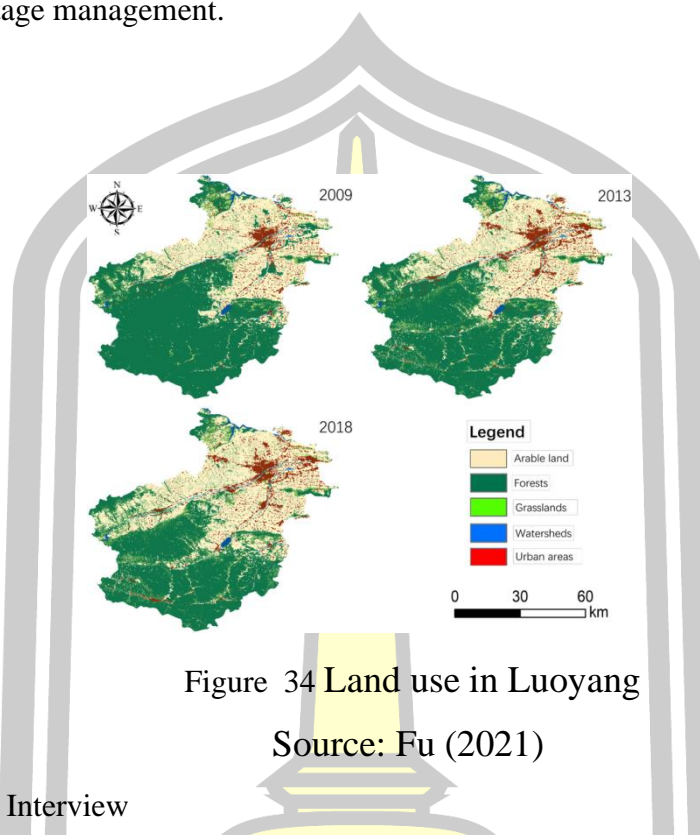 tage management.
N
W E
S
2009
2013
2018
Legend
Arable land
Forests
Grasslands
Watersheds
Urban areas
0 30 60
km
Figure 34 Land use in Luoyang
Source: Fu (2021)
Interview